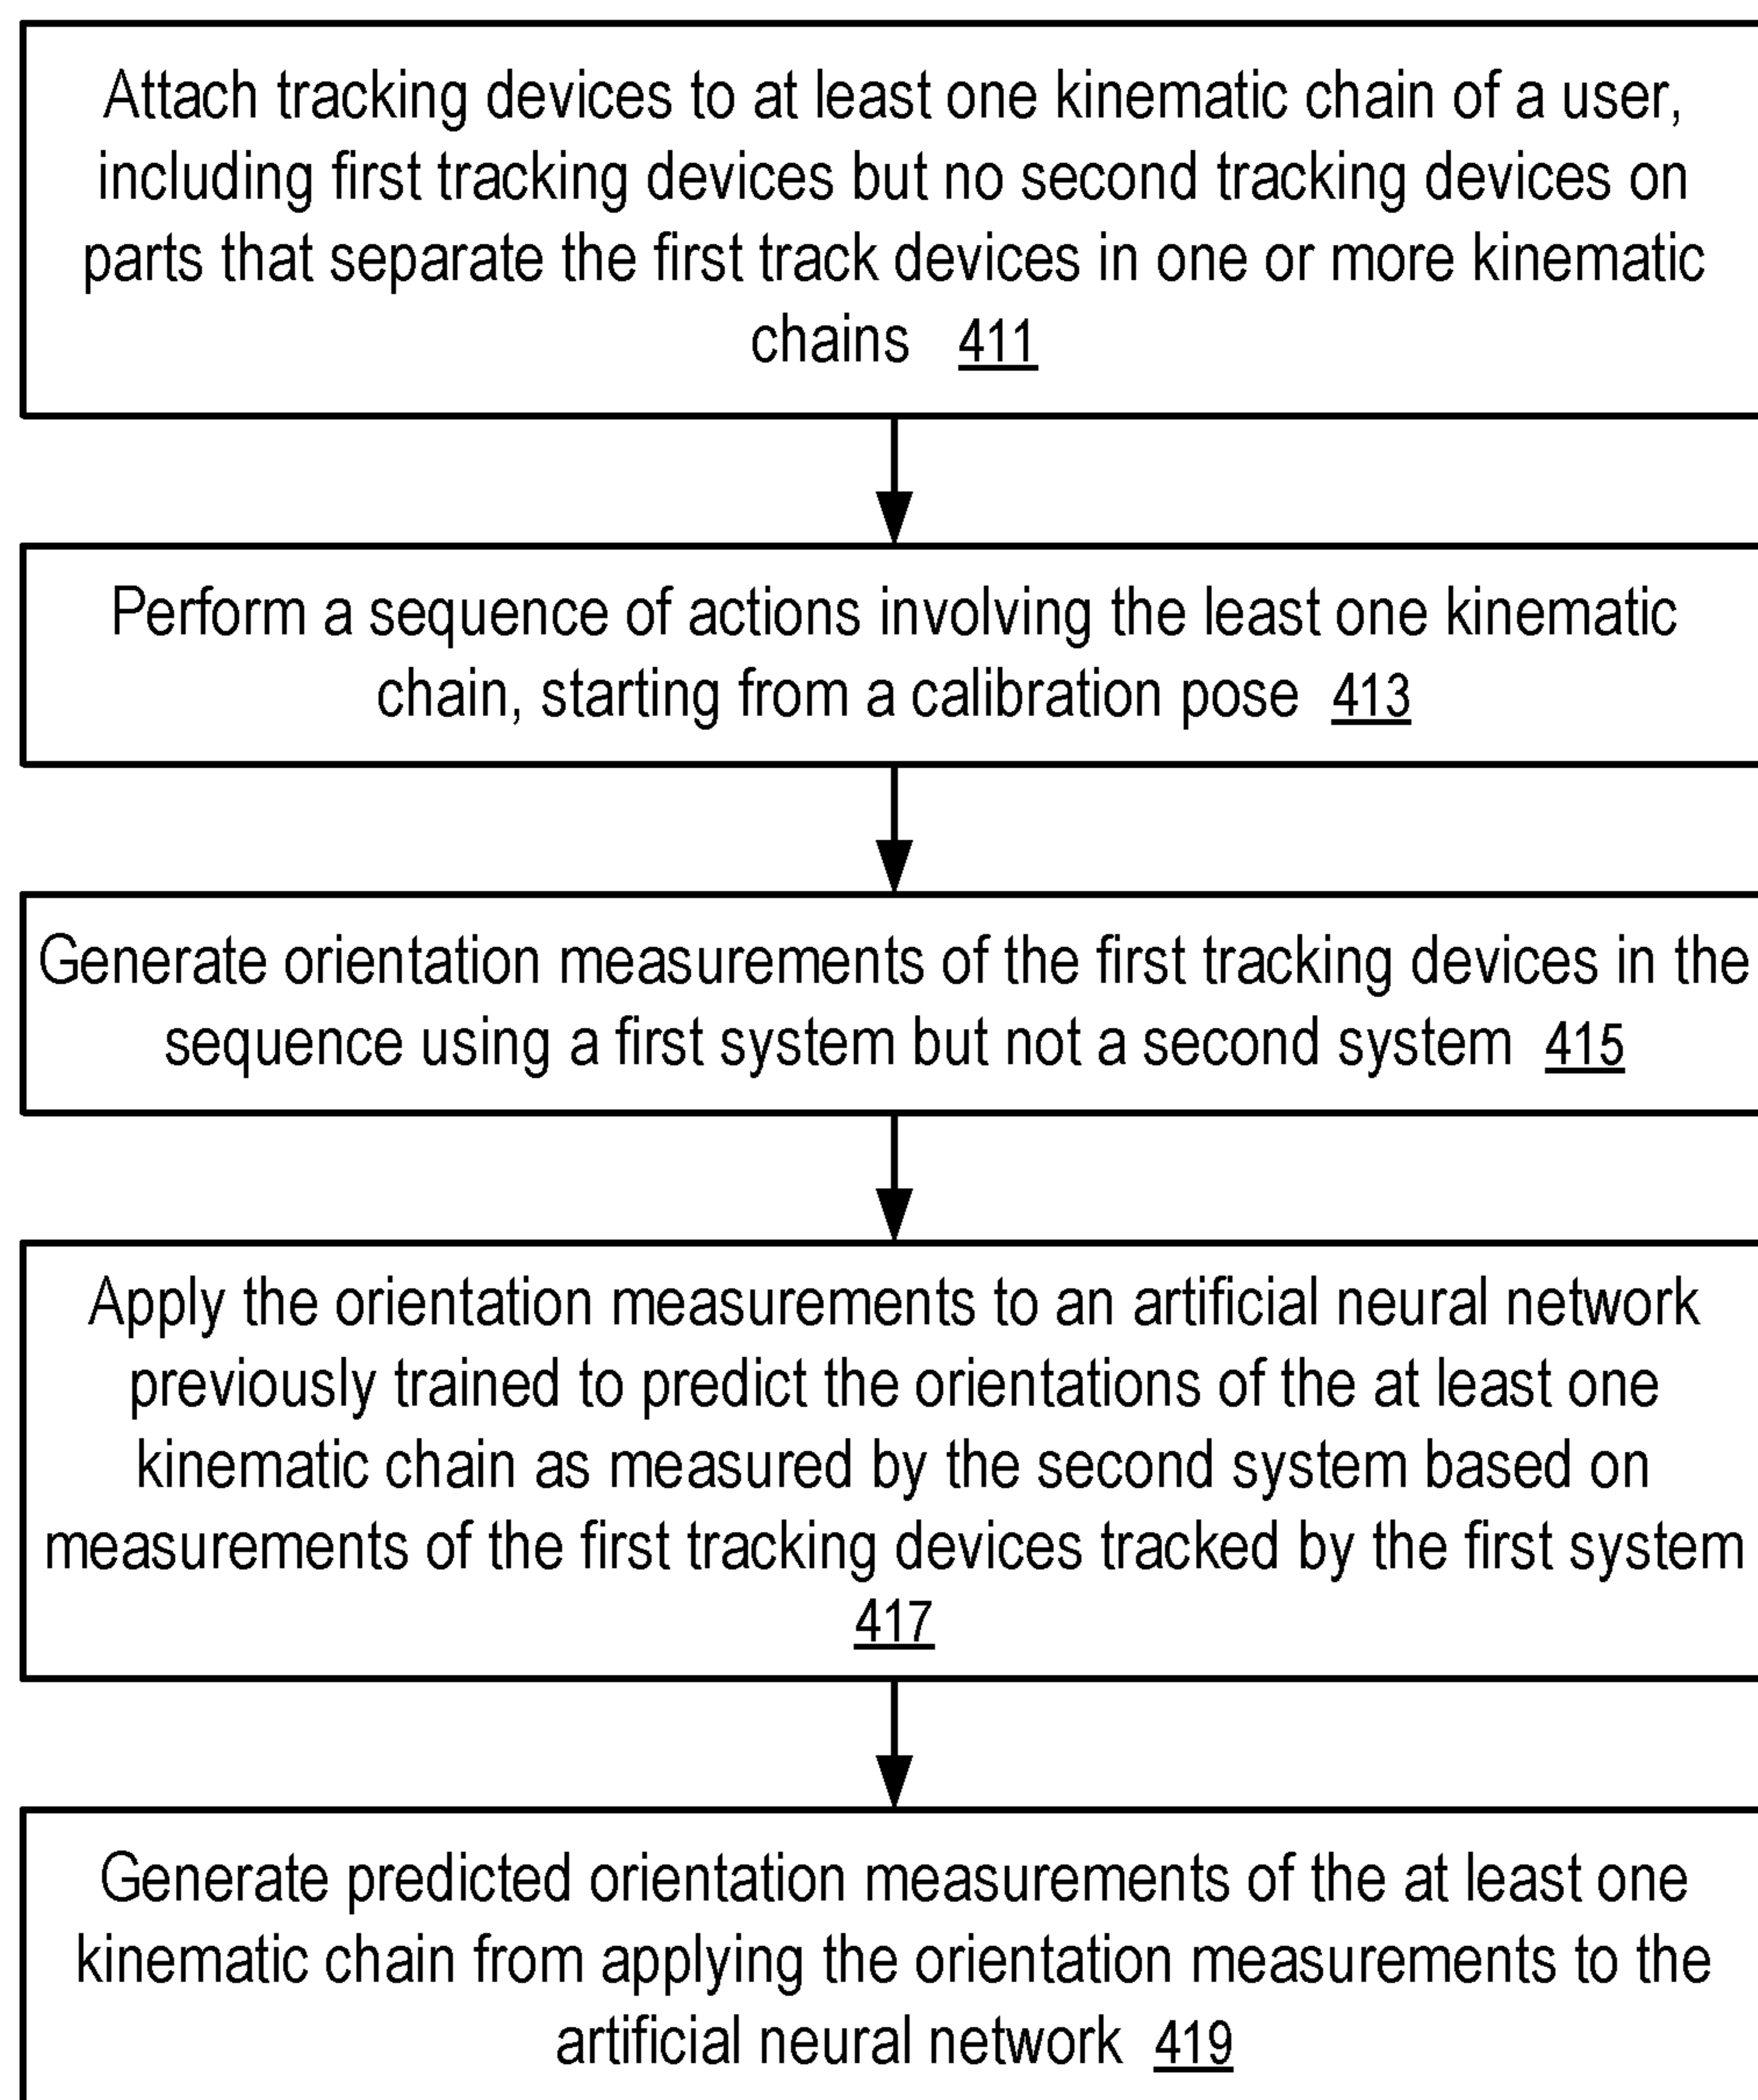 Attach tracking devices to at least one kinematic chain of a user,
including first tracking devices but no second tracking devices on
parts that separate the first track devices in one or more kinematic
chains 411
Perform a sequence of actions involving the least one kinematic
chain, starting from a calibration pose 413
Generate orientation measurements of the first tracking devices in the
sequence using a first system but not a second system 415
Apply the orientation measurements to an artificial neural network
previously trained to predict the orientations of the at least one
kinematic chain as measured by the second system based on
measurements of the first tracking devices tracked by the first system
417
Generate predicted orientation measurements of the at least one
kinematic chain from applying the orientation measurements to the
artificial neural network 419